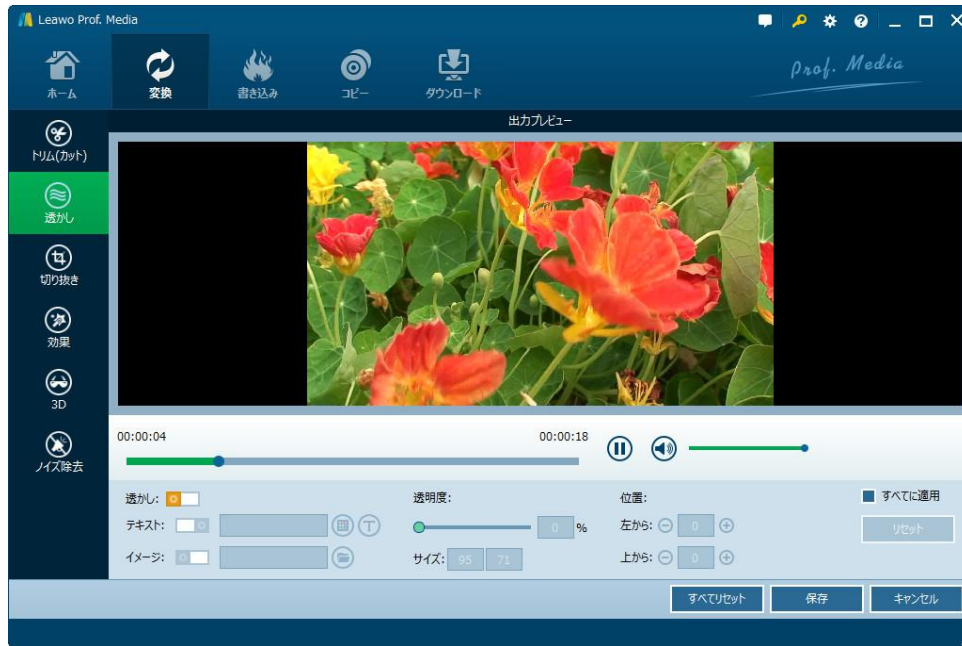 Leawo Prof. Media
ホーム
変換
書き込み
コピー
ダウンロード
Prof. Media
出力プレビュー
トリム(カット)
透かし
切り抜き
効果
3D
ノイズ除去
00:00:04
00:00:18
透かし:
透明度:
位置:
すべてに適用
テキスト:
0 %
左から: 0
リセット
イメージ:
サイズ: 95 71
上から: 0
すべてリセット
保存
キャンセル